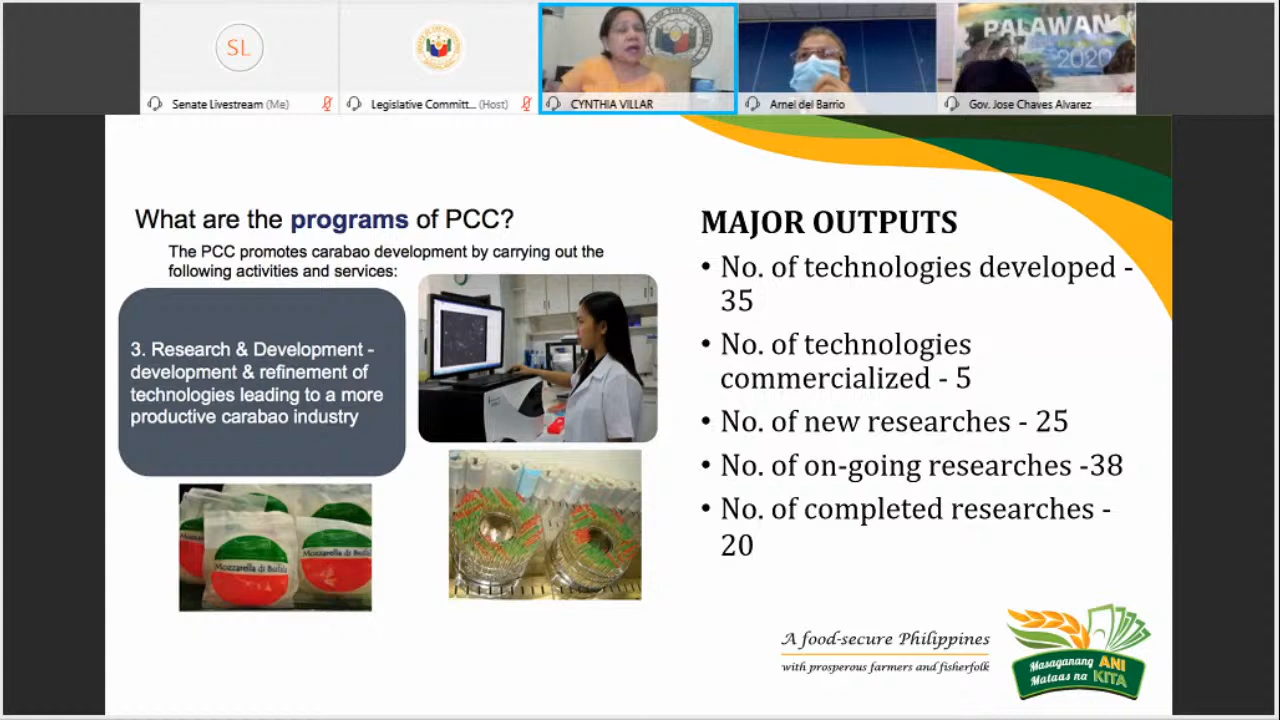 SL
Senate Livestream (Me)
Legislative Committ... (Host)
CYNTHIA VILLAR
Arnel del Barrio
PALAWAN
2020
Gov. Jose Chaves Alvarez
What are the programs of PCC?
The PCC promotes carabao development by carrying out the
following activities and services:
3. Research & Development -
development & refinement of
technologies leading to a more
productive carabao industry
Mozzarella di Bufala
Mozzarella di Bufala
MAJOR OUTPUTS
• No. of technologies developed -
35
• No. of technologies
commercialized - 5
• No. of new researches - 25
• No. of on-going researches -38
• No. of completed researches -
20
A food-secure Philippines
with prosperous farmers and fisherfolk
Masaganang ANI
Mataas na KITA